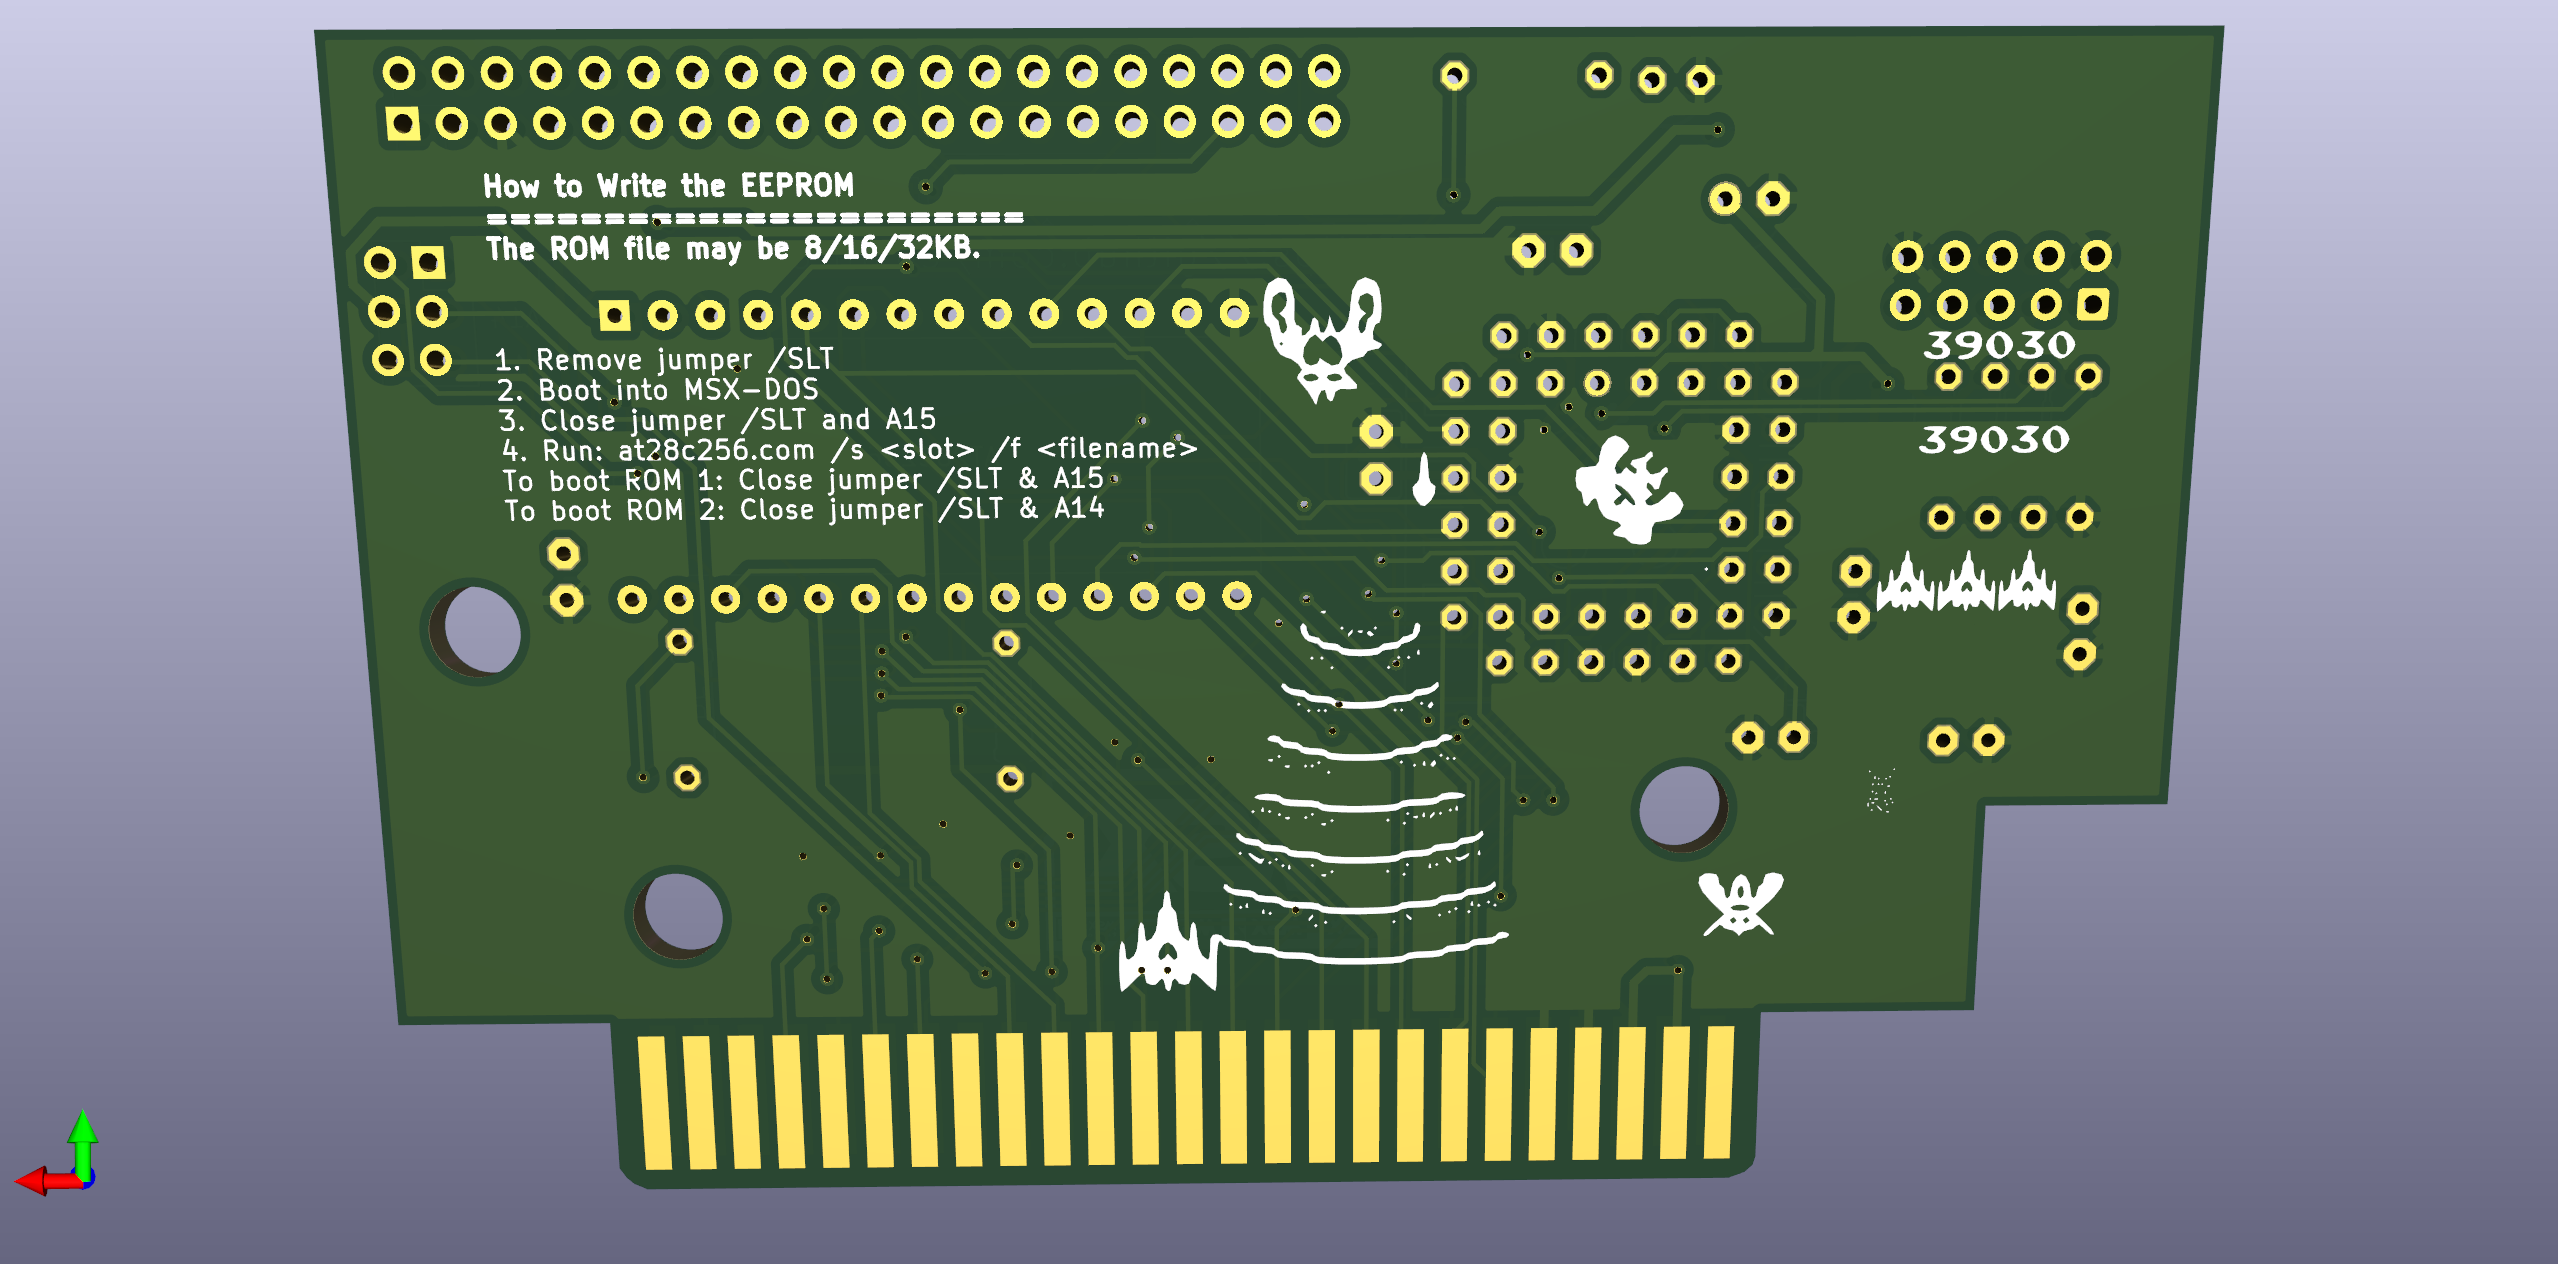 How to Write the EEPROM
=======================
The ROM file may be 8/16/32KB.
1. Remove jumper /SLT
2. Boot into MSX-DOS
3. Close jumper /SLT and A15
4. Run: at28c256.com /s <slot> /f <filename>
To boot ROM 1: Close jumper /SLT & A15
To boot ROM 2: Close jumper /SLT & A14
39030
39030